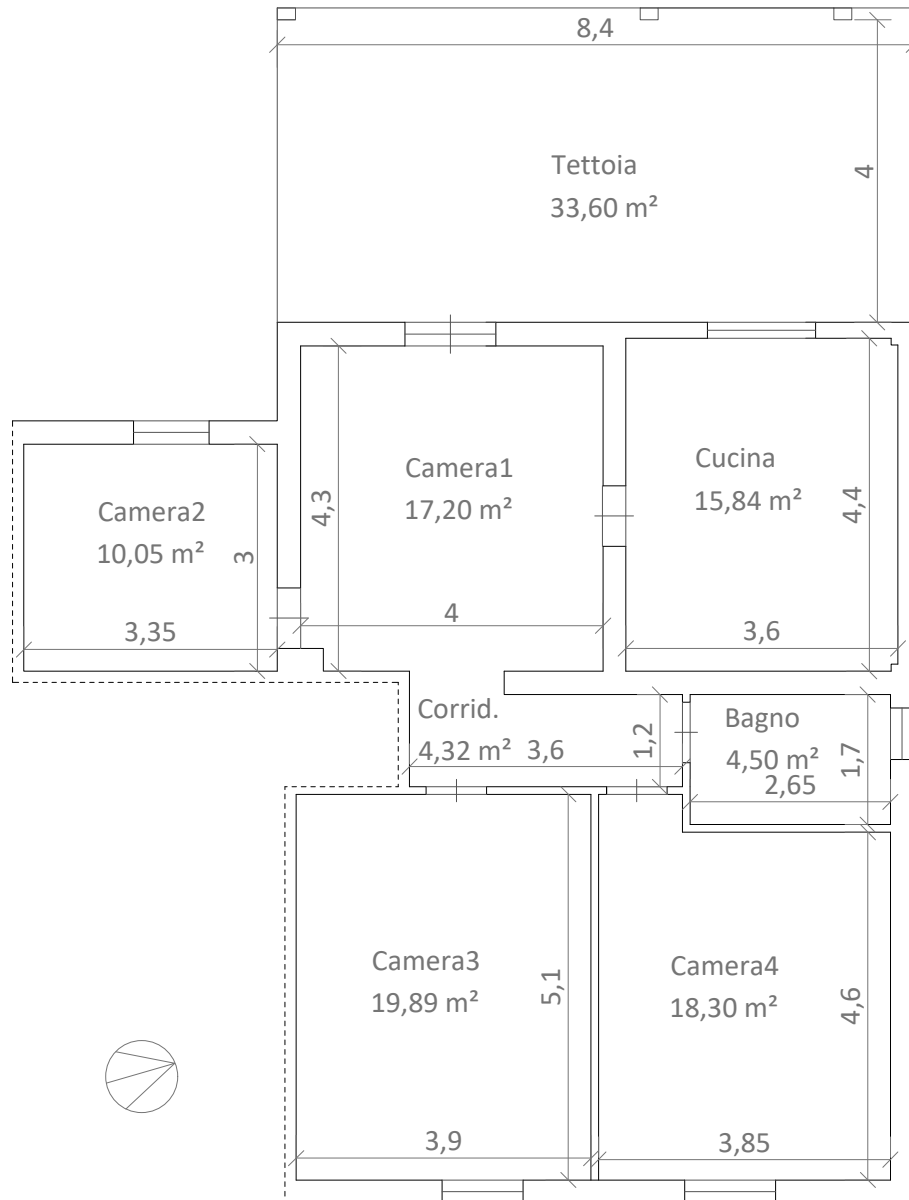 8,4
Tettoia
33,60 m²
4
Camera1
17,20 m²
4,3
4
Cucina
15,84 m²
4,4
3,6
Camera2
10,05 m²
3
3,35
Corrid.
4,32 m²
3,6
1,2
Bagno
4,50 m²
1,7
2,65
Camera3
19,89 m²
5,1
3,9
Camera4
18,30 m²
4,6
3,85